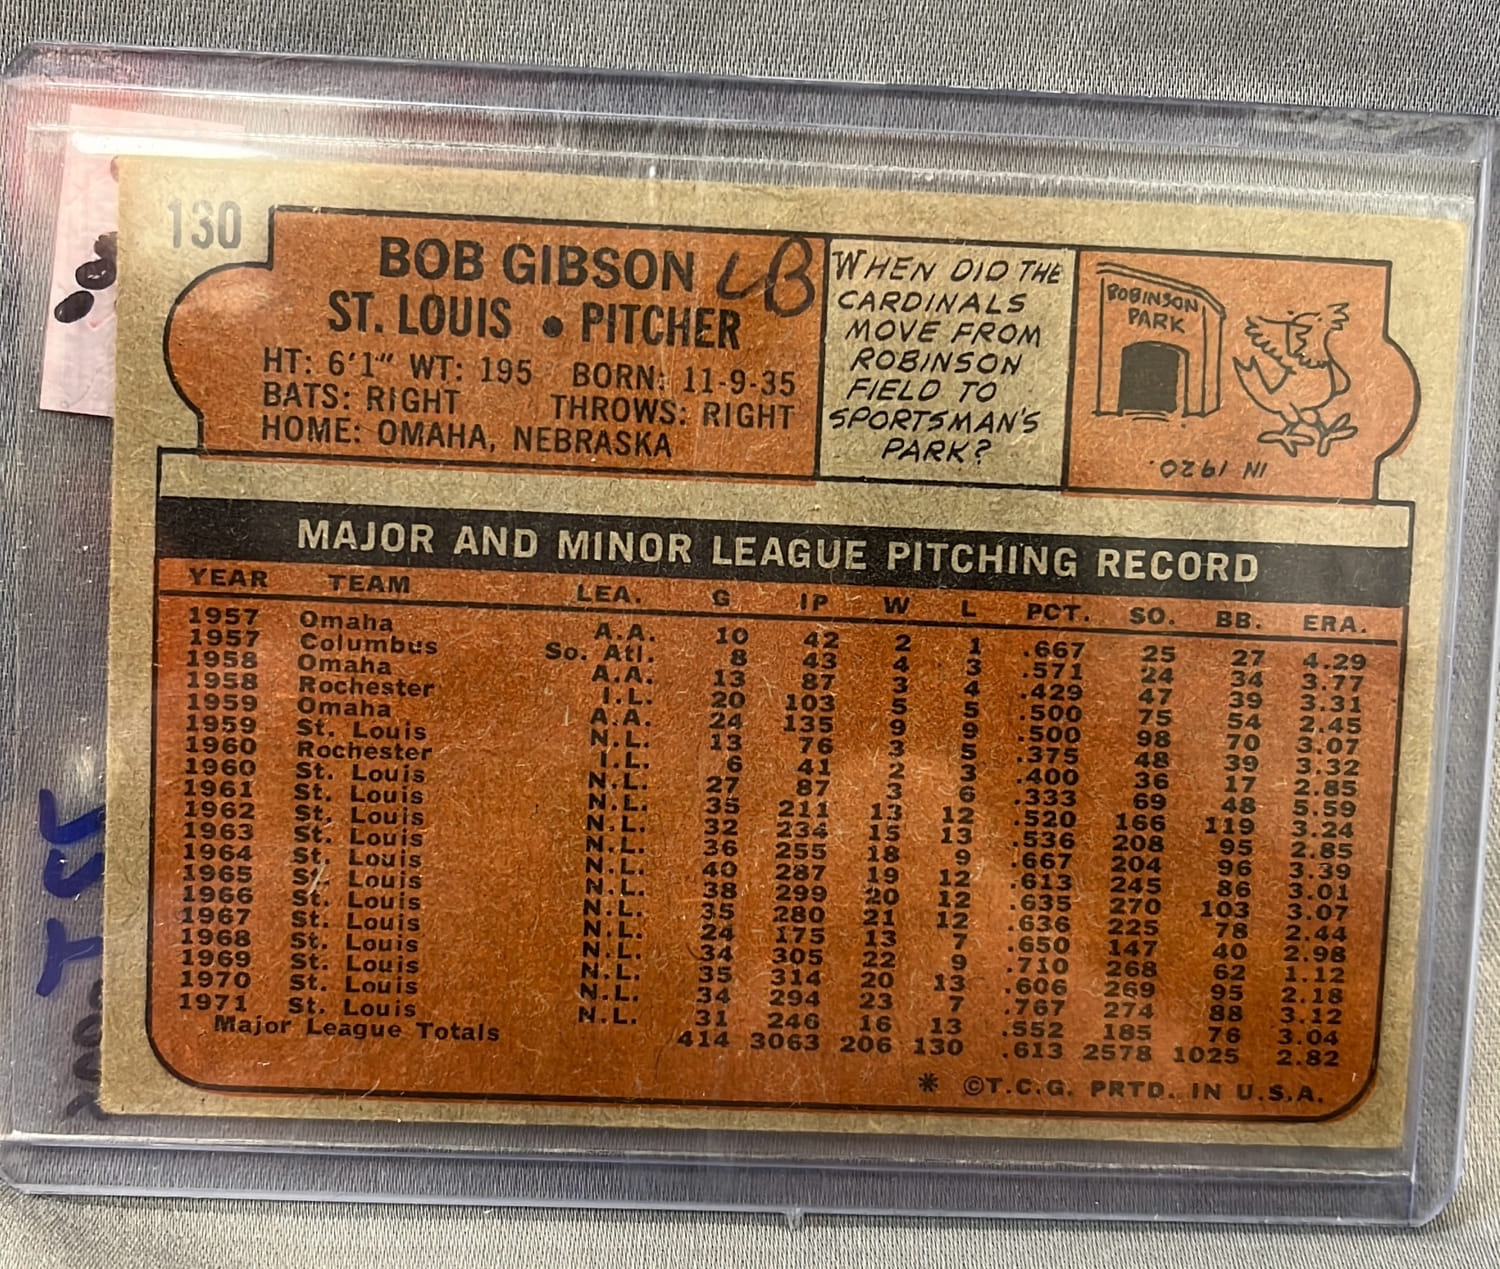 130
BOB GIBSON
ST. LOUIS • PITCHER
HT: 6'1" WT: 195 BORN: 11-9-35
BATS: RIGHT THROWS: RIGHT
HOME: OMAHA, NEBRASKA
WHEN DID THE
CARDINALS
MOVE FROM
ROBINSON
FIELD TO
SPORTSMAN'S
PARK?
ROBINSON
PARK
IN 1920.
MAJOR AND MINOR LEAGUE PITCHING RECORD
YEAR TEAM LEA. G IP W L PCT. SO. BB. ERA.
1957 Omaha A.A. 10 42 2 1 .667 25 27 4.29
1957 Columbus So. Atl. 8 43 4 3 .571 24 34 3.77
1958 Omaha A.A. 13 87 3 4 .429 47 39 3.31
1958 Rochester I.L. 20 103 5 5 .500 75 54 2.45
1959 Omaha A.A. 24 135 9 9 .500 98 70 3.07
1959 St. Louis N.L. 13 76 3 5 .375 48 39 3.32
1960 Rochester I.L. 6 41 2 3 .400 36 17 2.85
1960 St. Louis N.L. 27 87 3 6 .333 69 48 5.59
1961 St. Louis N.L. 35 211 13 12 .520 166 119 3.24
1962 St. Louis N.L. 32 234 15 13 .536 208 95 2.85
1963 St. Louis N.L. 36 255 18 9 .667 204 96 3.39
1964 St. Louis N.L. 40 287 19 12 .613 245 86 3.01
1965 St. Louis N.L. 38 299 20 12 .635 270 103 3.07
1966 St. Louis N.L. 35 280 21 12 .636 225 78 2.44
1967 St. Louis N.L. 24 175 13 7 .650 147 40 2.98
1968 St. Louis N.L. 34 305 22 9 .710 268 62 1.12
1969 St. Louis N.L. 35 314 20 13 .606 269 95 2.18
1970 St. Louis N.L. 34 294 23 7 .767 274 88 3.12
1971 St. Louis N.L. 31 246 16 13 .552 185 76 3.04
Major League Totals 414 3063 206 130 .613 2578 1025 2.82
* ©T.C.G. PRTD. IN U.S.A.